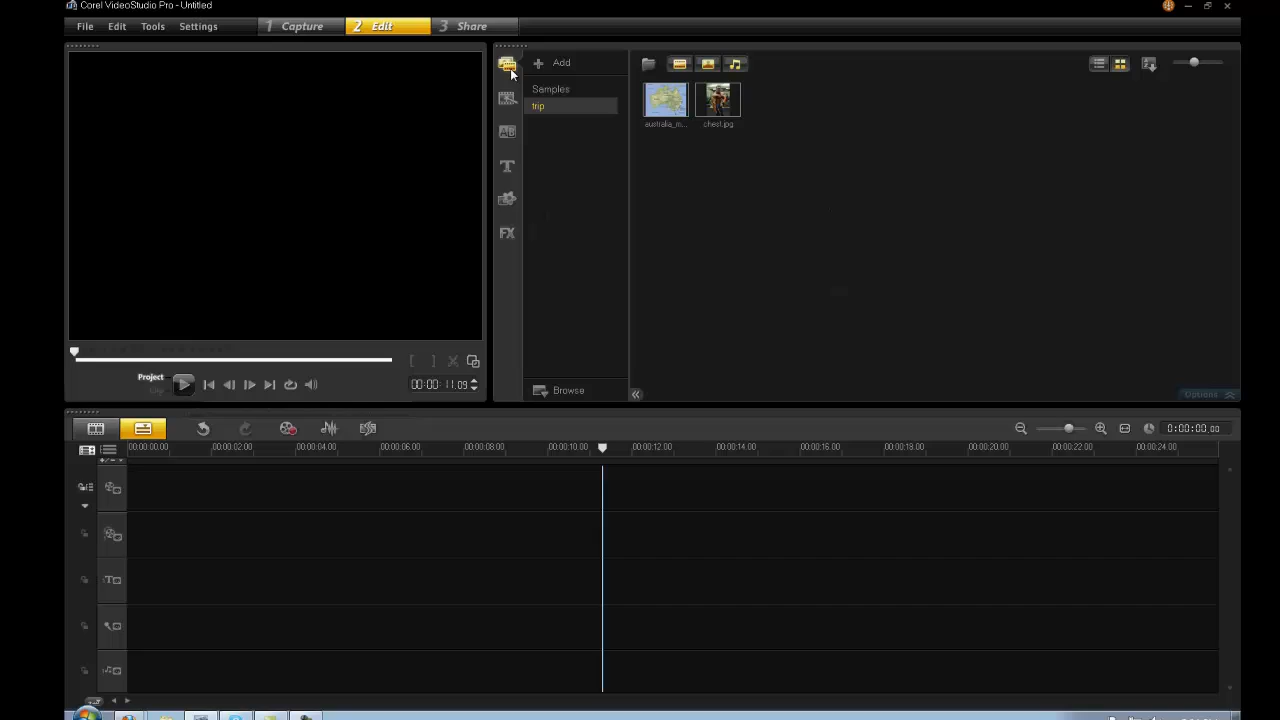 Corel VideoStudio Pro - Untitled
File Edit Tools Settings 1 Capture 2 Edit 3 Share
Add
Samples
trip
australia_m...
chest.jpg
Browse
Options
Project
Clip
00:00:11.09
0:00:00.00
00:00:00.00 00:00:02.00 00:00:04.00 00:00:06.00 00:00:08.00 00:00:10.00 00:00:12.00 00:00:14.00 00:00:16.00 00:00:18.00 00:00:20.00 00:00:22.00 00:00:24.00